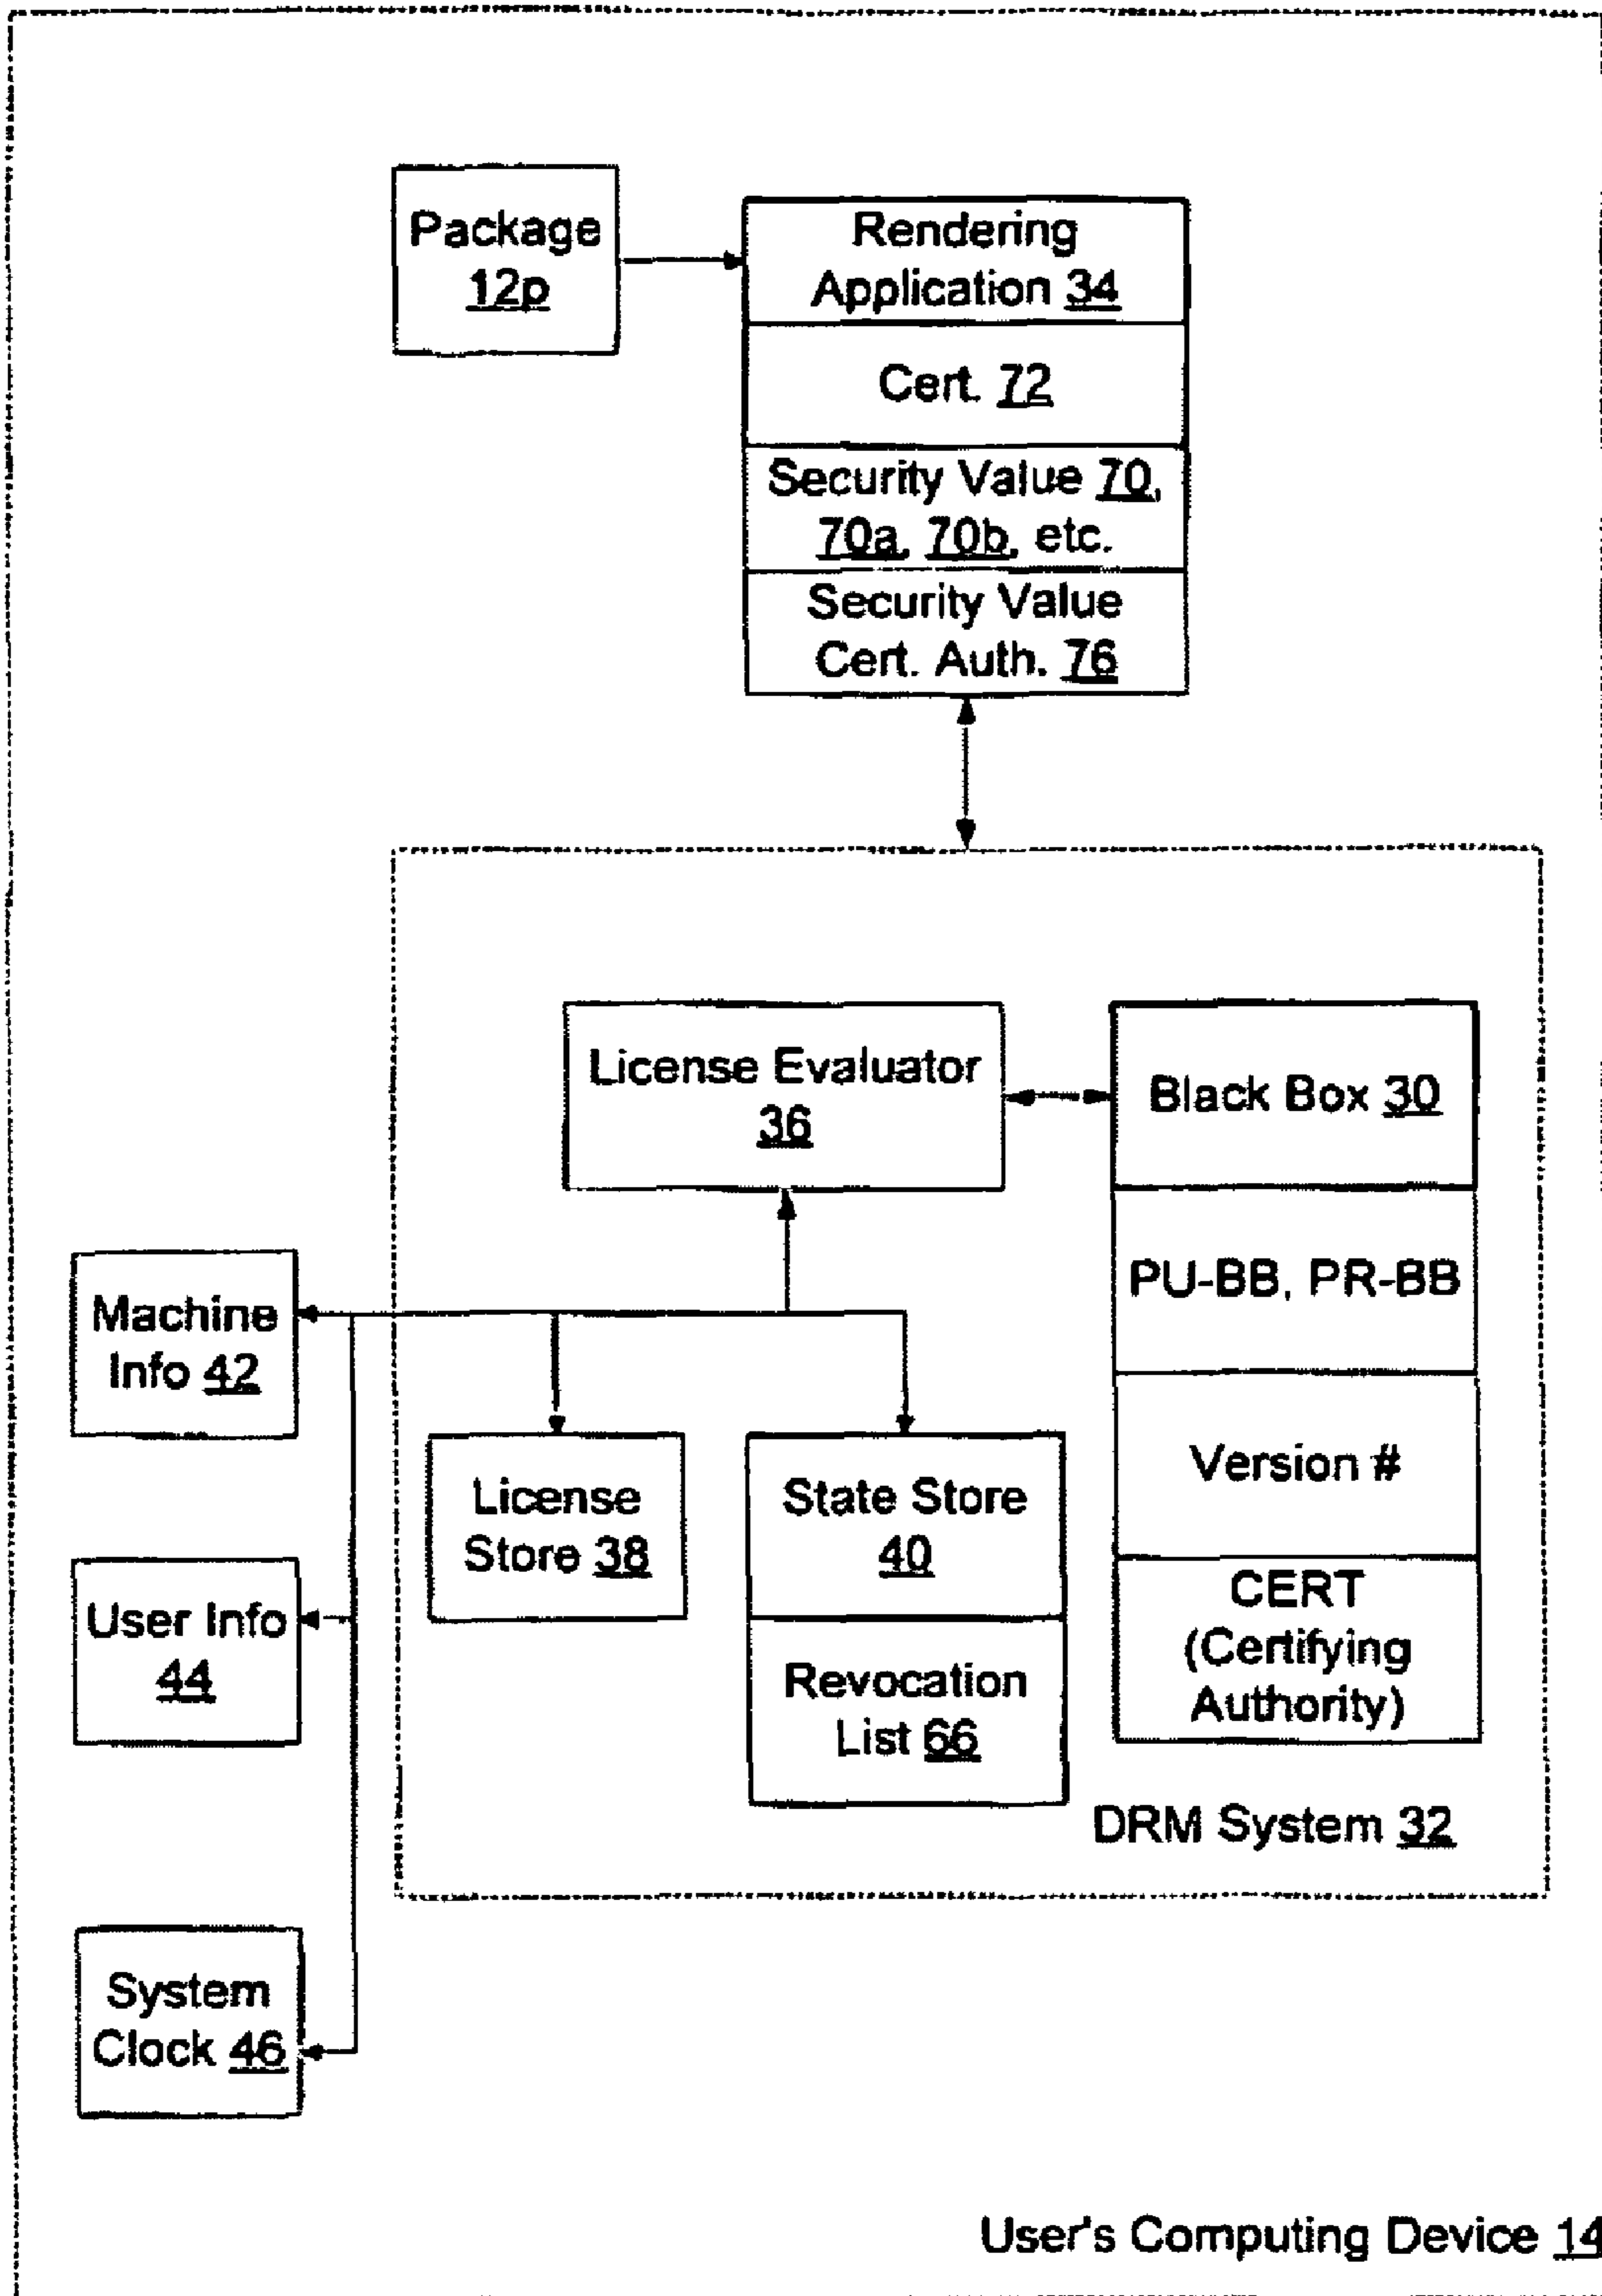 Package
12p
Rendering
Application 34
Cert. 72
Security Value 70,
70a, 70b, etc.
Security Value
Cert. Auth. 76
License Evaluator
36
Black Box 30
PU-BB, PR-BB
Version #
CERT
(Certifying
Authority)
Machine
Info 42
License
Store 38
State Store
40
Revocation
List 66
User Info
44
DRM System 32
System
Clock 46
User's Computing Device 14